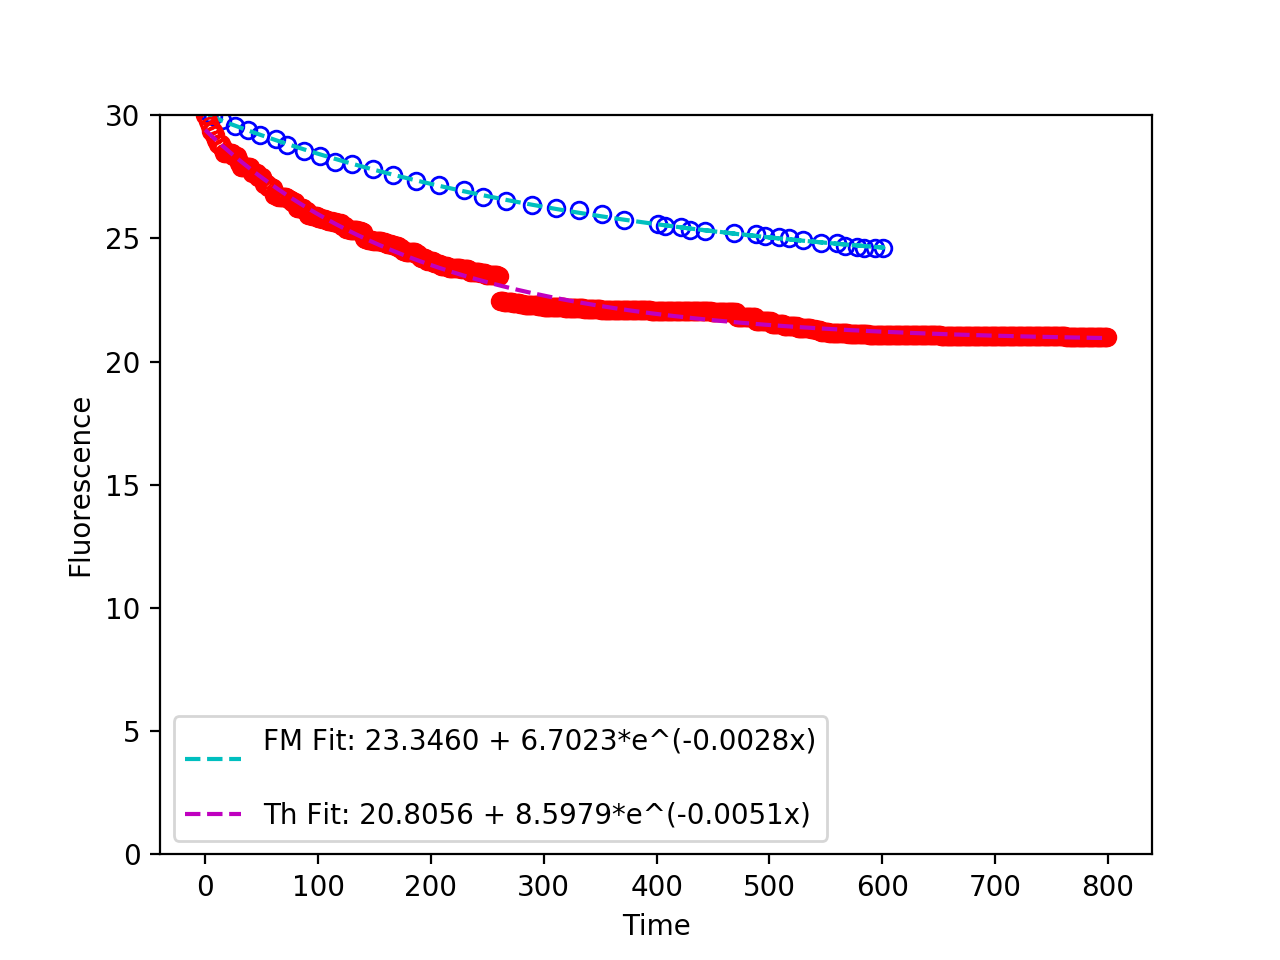 30
25
20
15
10
5
0
Fluorescence
FM Fit: 23.3460 + 6.7023*e^(-0.0028x)
Th Fit: 20.8056 + 8.5979*e^(-0.0051x)
0 100 200 300 400 500 600 700 800
Time